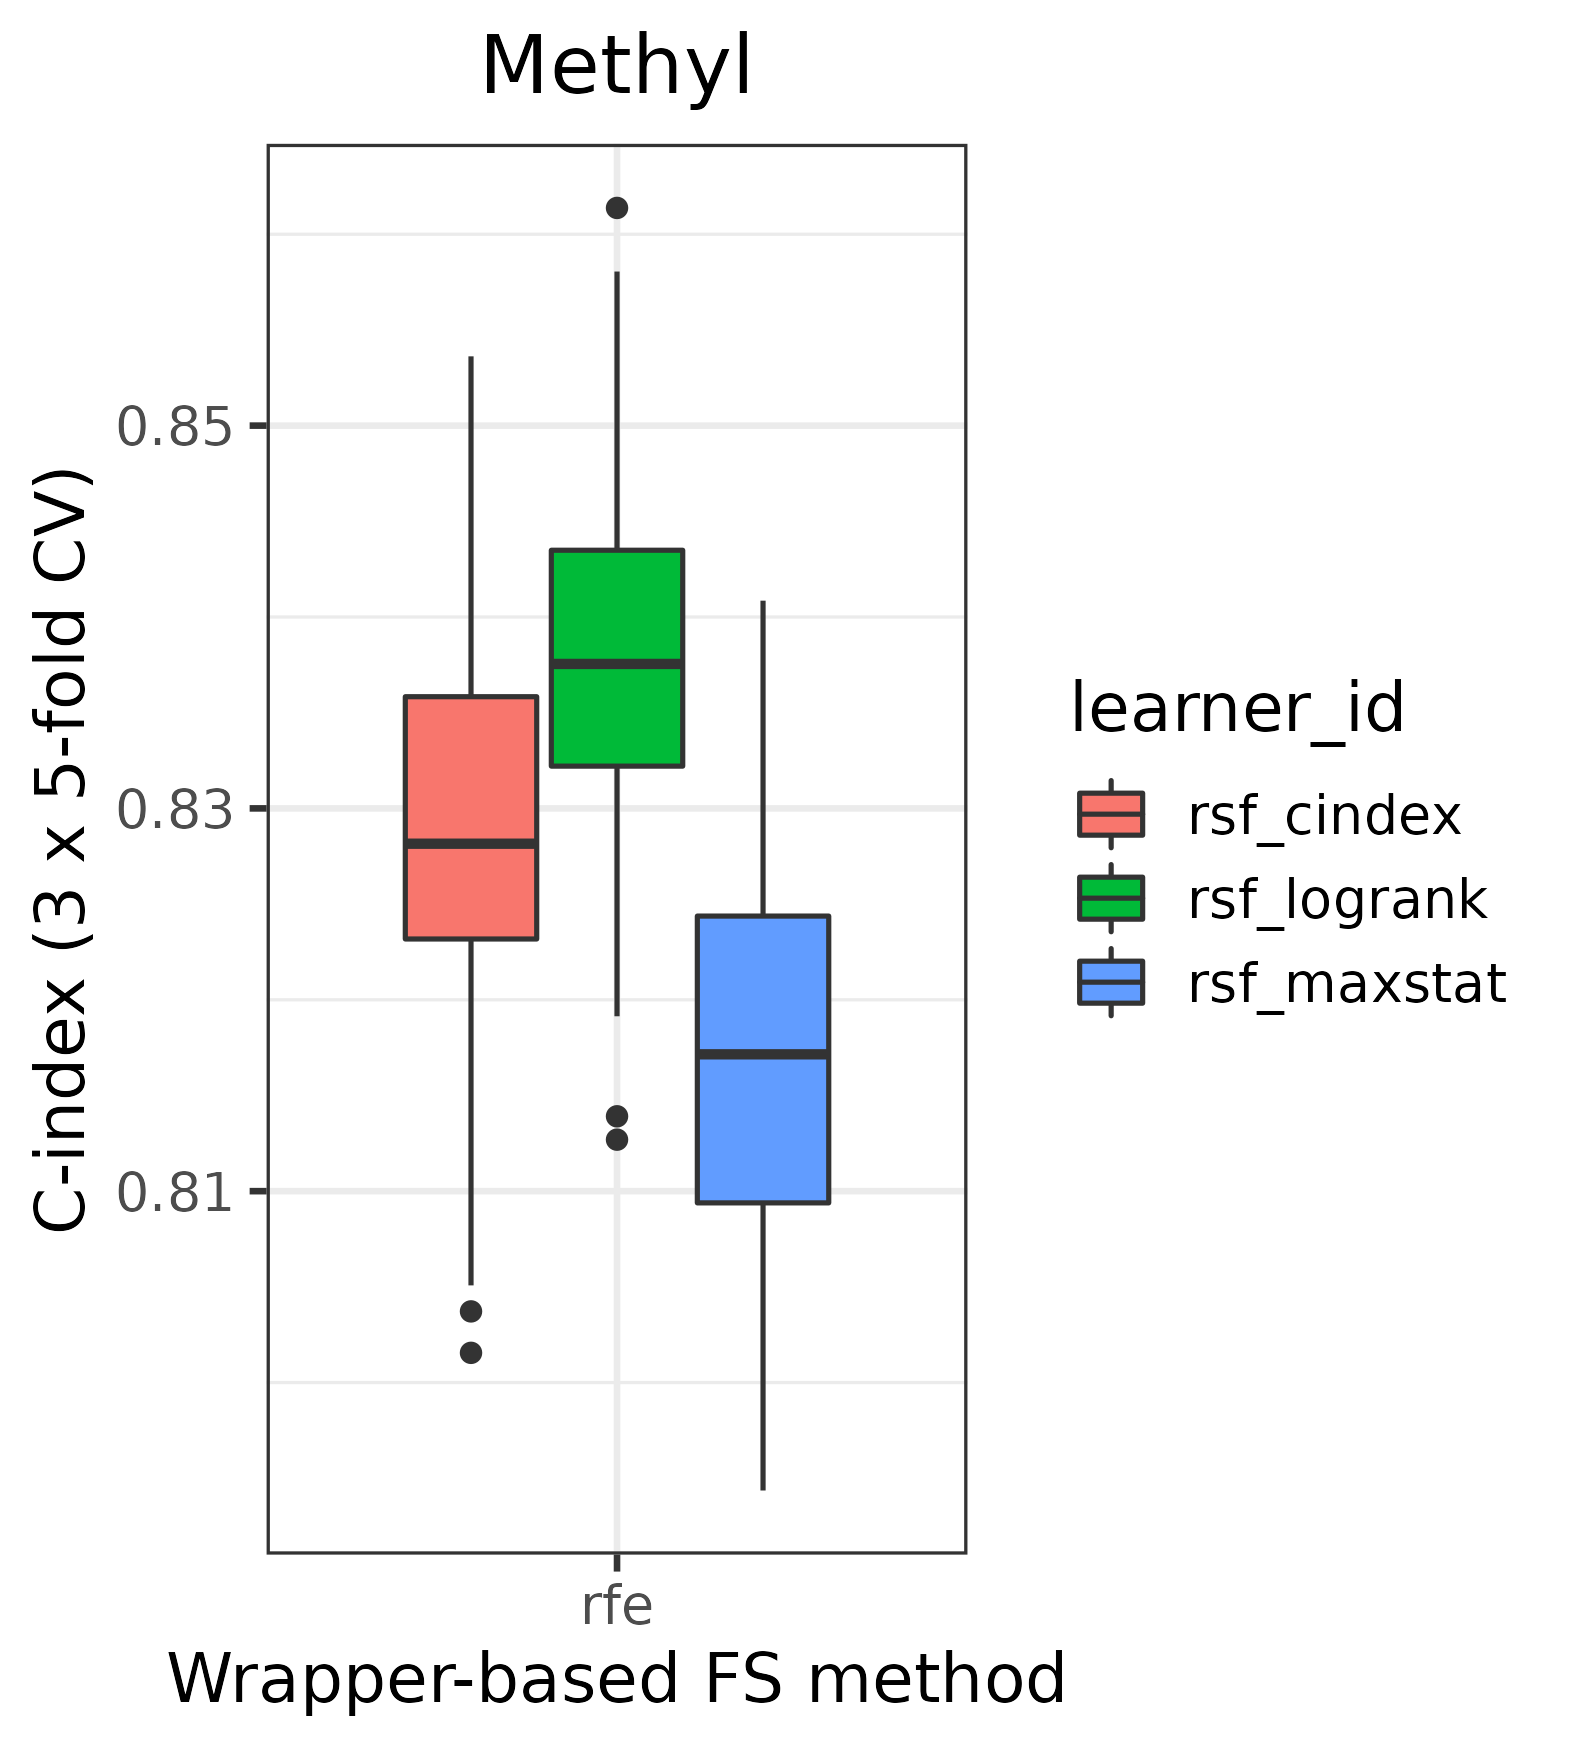 Methyl
C-index (3 x 5-fold CV)
0.85
0.83
0.81
rfe
Wrapper-based FS method
learner_id
rsf_cindex
rsf_logrank
rsf_maxstat